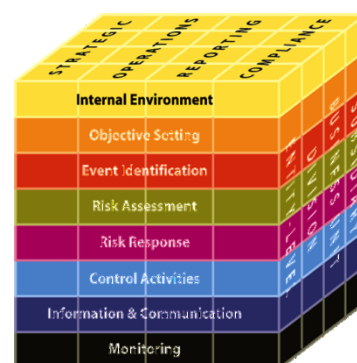 STRATEGIC
OPERATIONS
REPORTING
COMPLIANCE
Internal Environment
Objective Setting
Event Identification
Risk Assessment
Risk Response
Control Activities
Information & Communication
Monitoring
DIVISION